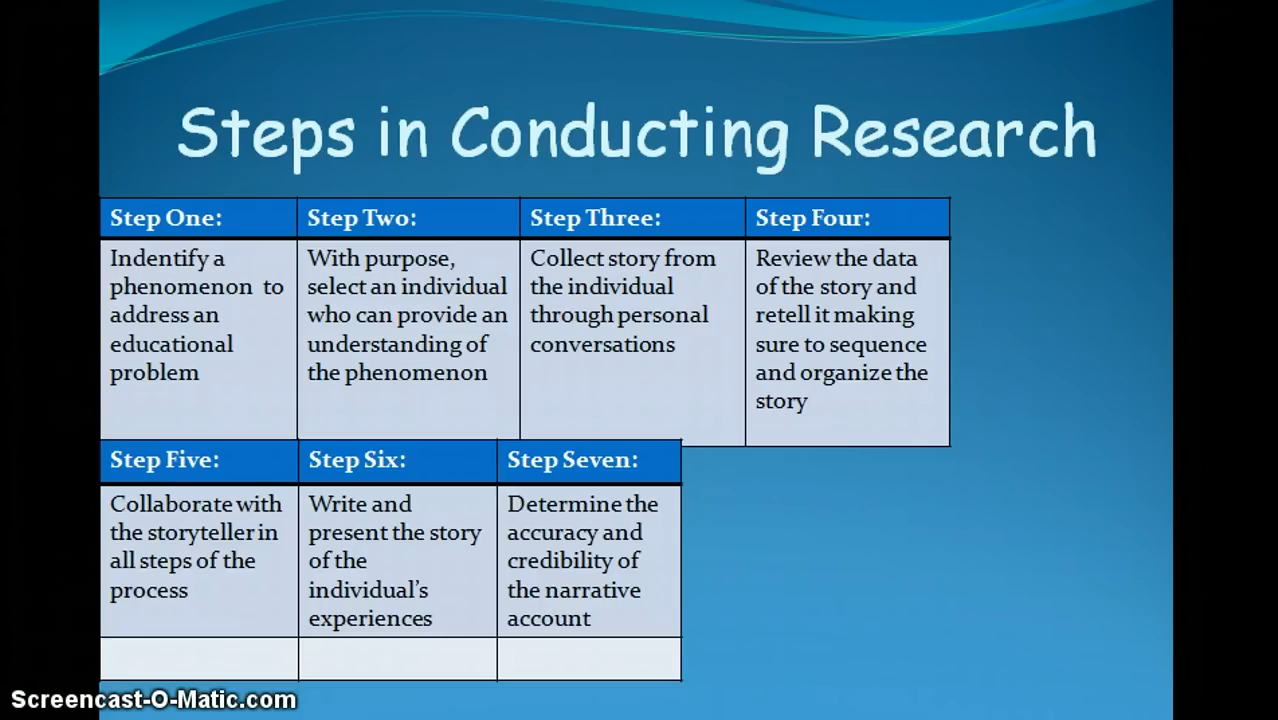 Steps in Conducting Research
Step One:
Indentify a
phenomenon to
address an
educational
problem
Step Two:
With purpose,
select an individual
who can provide an
understanding of
the phenomenon
Step Three:
Collect story from
the individual
through personal
conversations
Step Four:
Review the data
of the story and
retell it making
sure to sequence
and organize the
story
Step Five:
Collaborate with
the storyteller in
all steps of the
process
Step Six:
Write and
present the story
of the
individual’s
experiences
Step Seven:
Determine the
accuracy and
credibility of
the narrative
account
Screencast-O-Matic.com